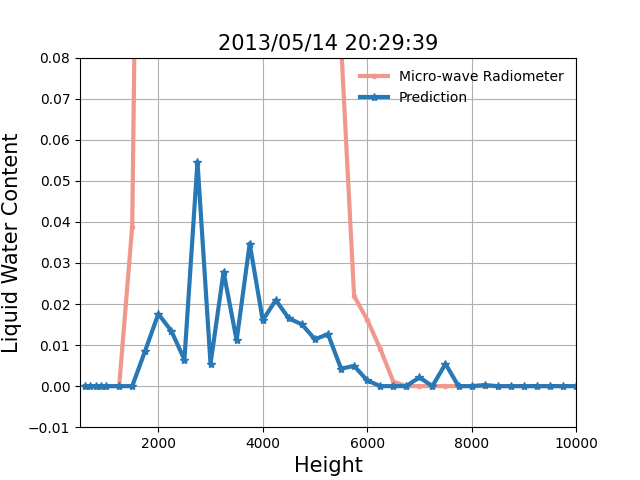 2013/05/14 20:29:39
Micro-wave Radiometer
Prediction
Liquid Water Content
0.08
0.07
0.06
0.05
0.04
0.03
0.02
0.01
0.00
−0.01
2000 4000 6000 8000 10000
Height